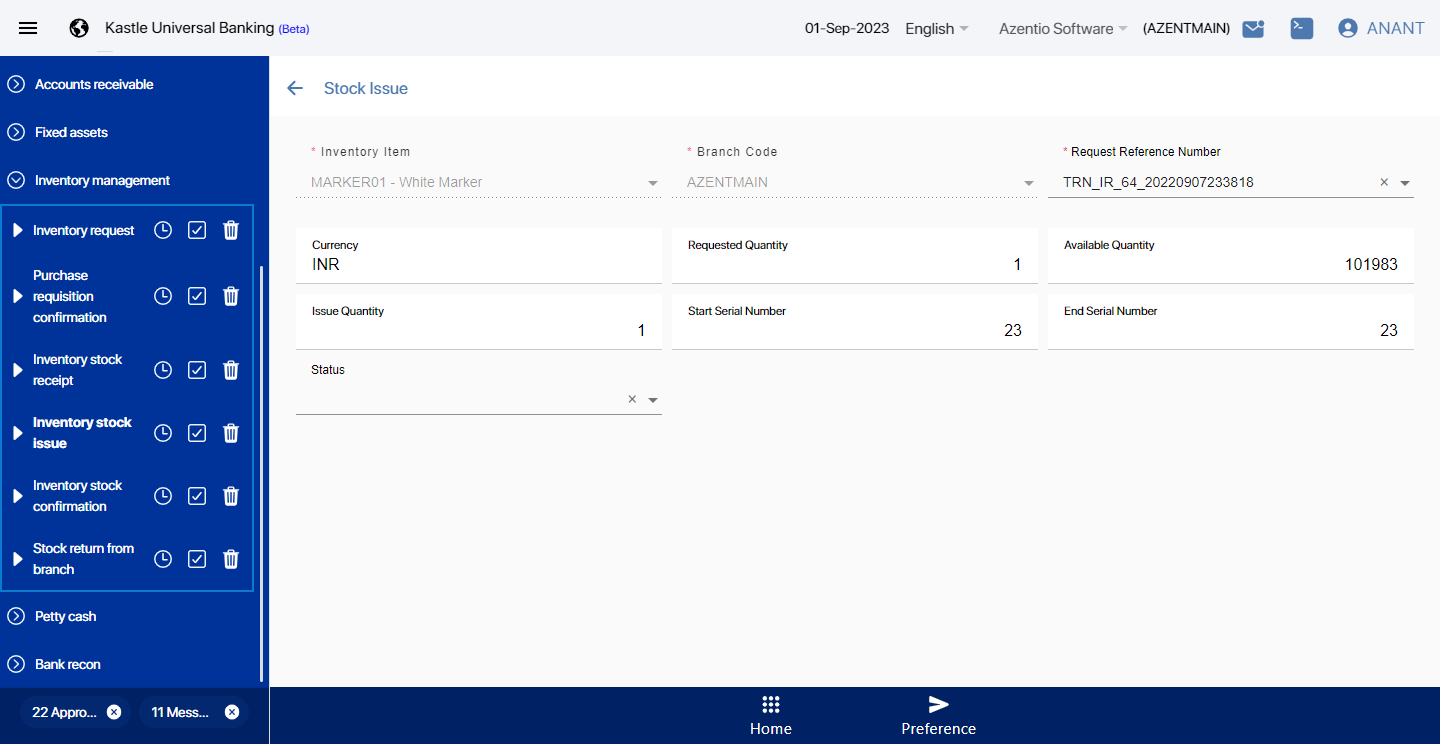 Kastle Universal Banking (Beta)
01-Sep-2023
English
Azentio Software
(AZENTMAIN)
ANANT
Accounts receivable
Fixed assets
Inventory management
Inventory request
Purchase
requisition
confirmation
Inventory stock
receipt
Inventory stock
issue
Inventory stock
confirmation
Stock return from
branch
Petty cash
Bank recon
22 Appro...
11 Mess...
Stock Issue
* Inventory Item
MARKER01 - White Marker
* Branch Code
AZENTMAIN
* Request Reference Number
TRN_IR_64_20220907233818
Currency
INR
Requested Quantity
1
Available Quantity
101983
Issue Quantity
1
Start Serial Number
23
End Serial Number
23
Status
Home
Preference